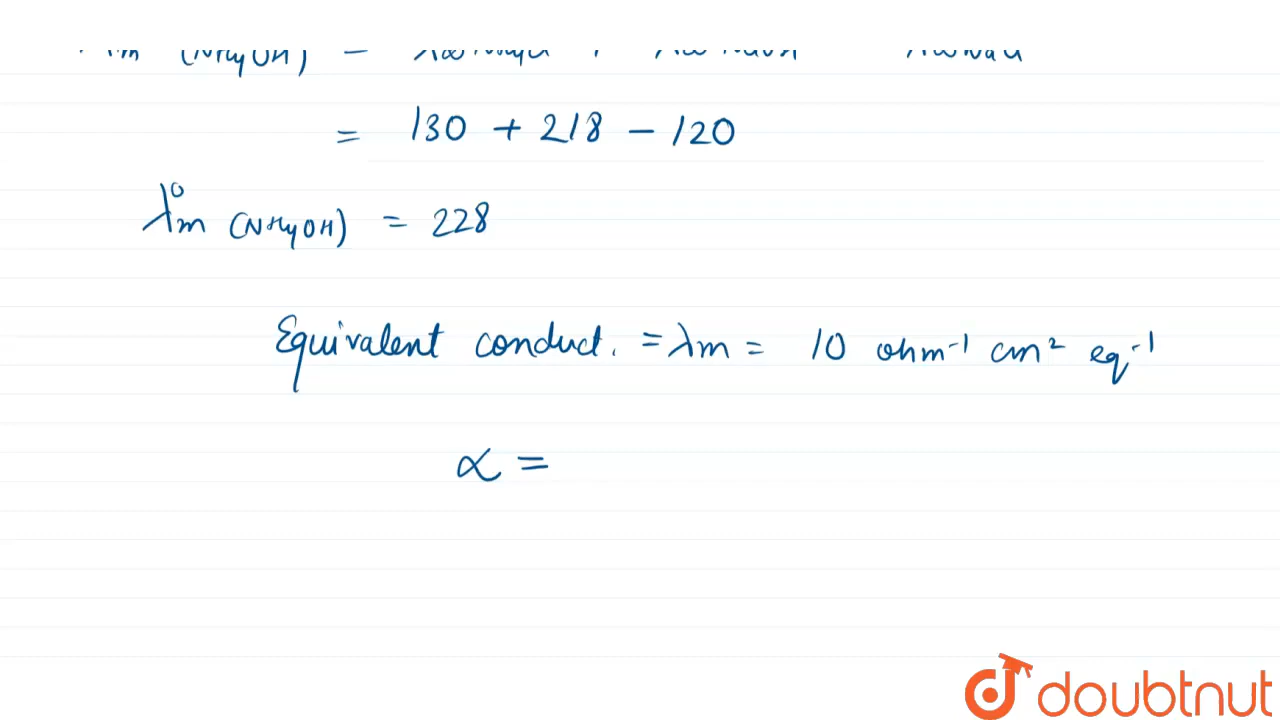 = 130 + 218 - 120
λ°m (NH4OH) = 228
Equivalent conduct. = λm = 10 ohm⁻¹ cm² eq⁻¹
α =
doubtnut